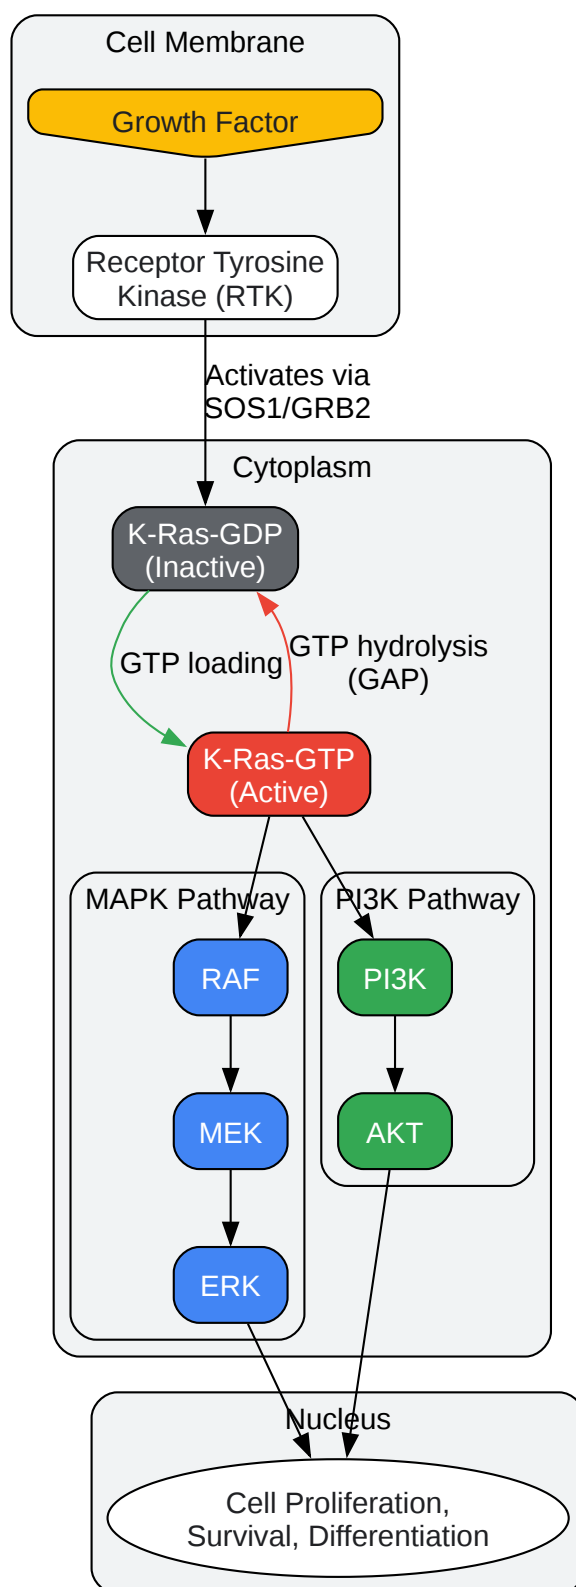 Cell Membrane
Growth Factor
Receptor Tyrosine
Kinase (RTK)
Activates via
SOS1/GRB2
Cytoplasm
K-Ras-GDP
(Inactive)
GTP loading
GTP hydrolysis
(GAP)
K-Ras-GTP
(Active)
MAPK Pathway
PI3K Pathway
RAF
PI3K
MEK
AKT
ERK
Nucleus
Cell Proliferation,
Survival, Differentiation